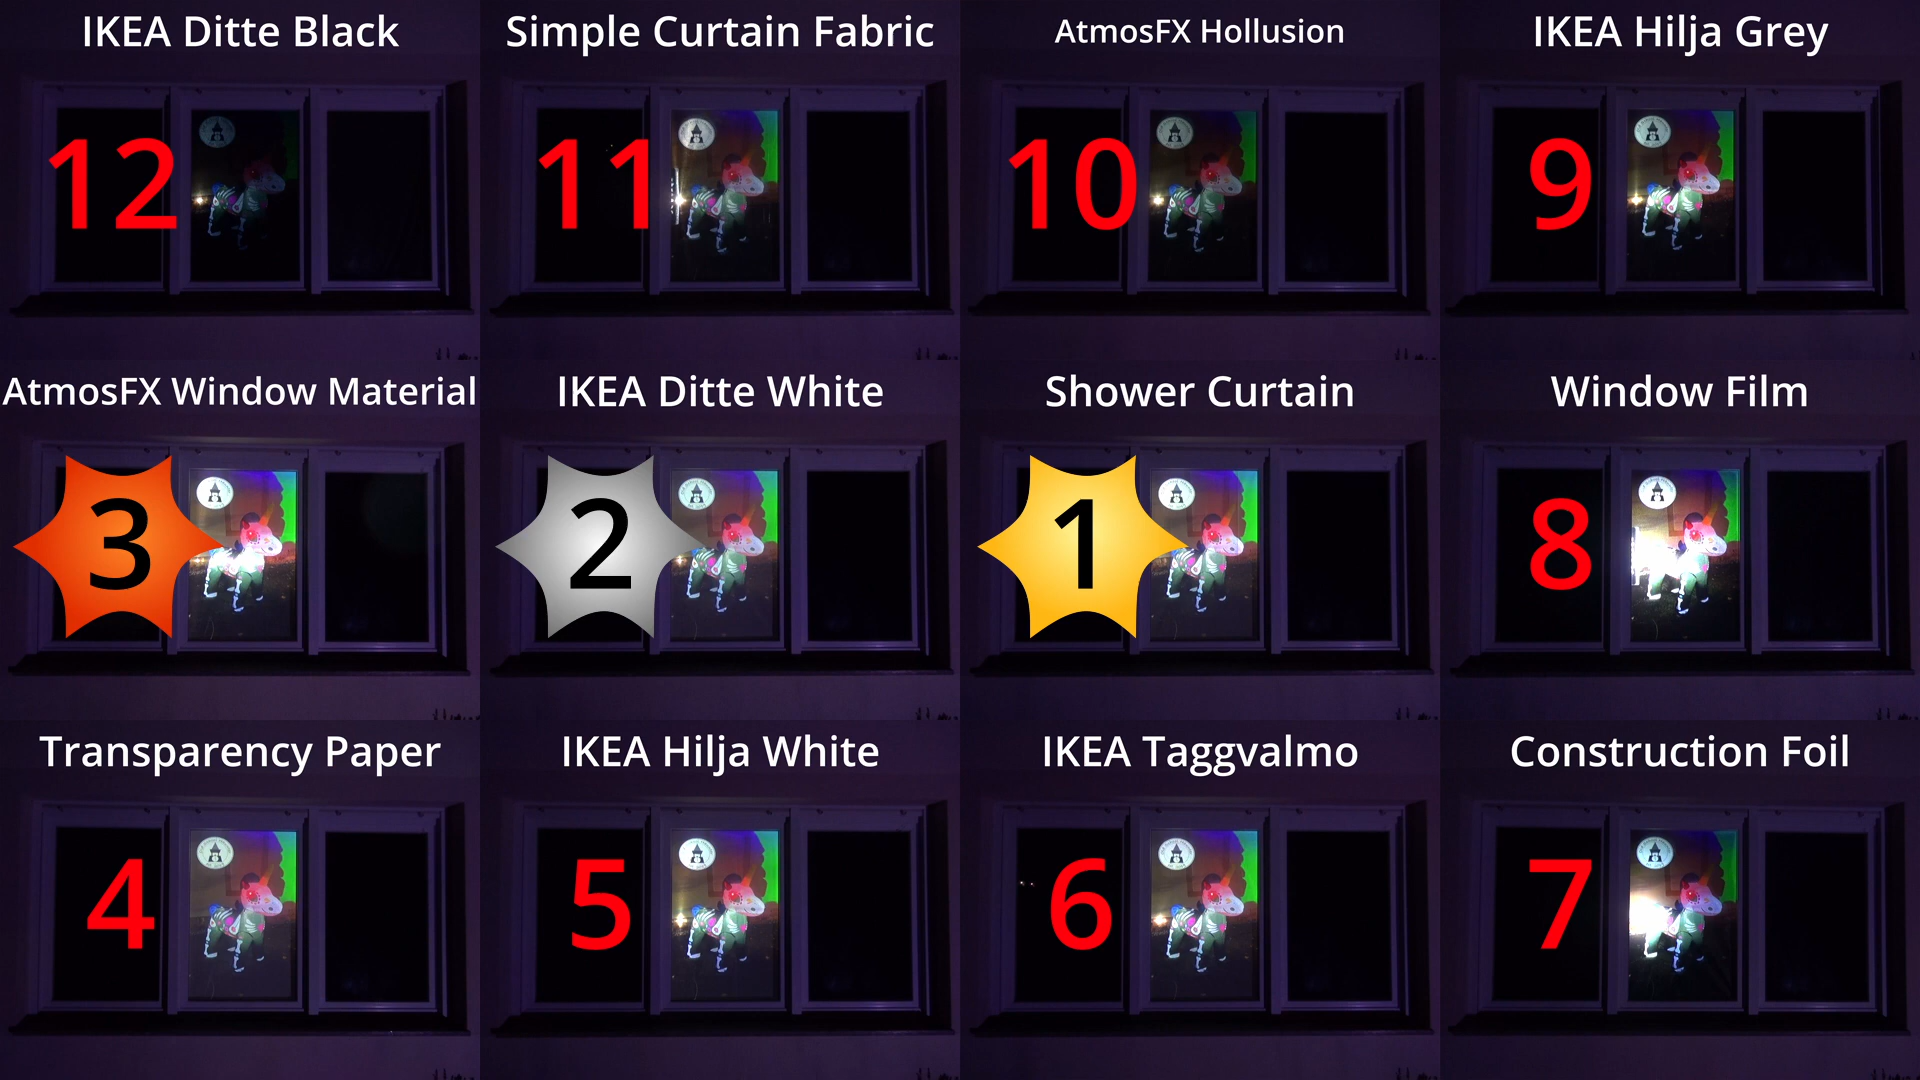 IKEA Ditte Black
12
Simple Curtain Fabric
11
AtmosFX Hollusion
10
IKEA Hilja Grey
9
AtmosFX Window Material
3
IKEA Ditte White
2
Shower Curtain
1
Window Film
8
Transparency Paper
4
IKEA Hilja White
5
IKEA Taggvalmo
6
Construction Foil
7